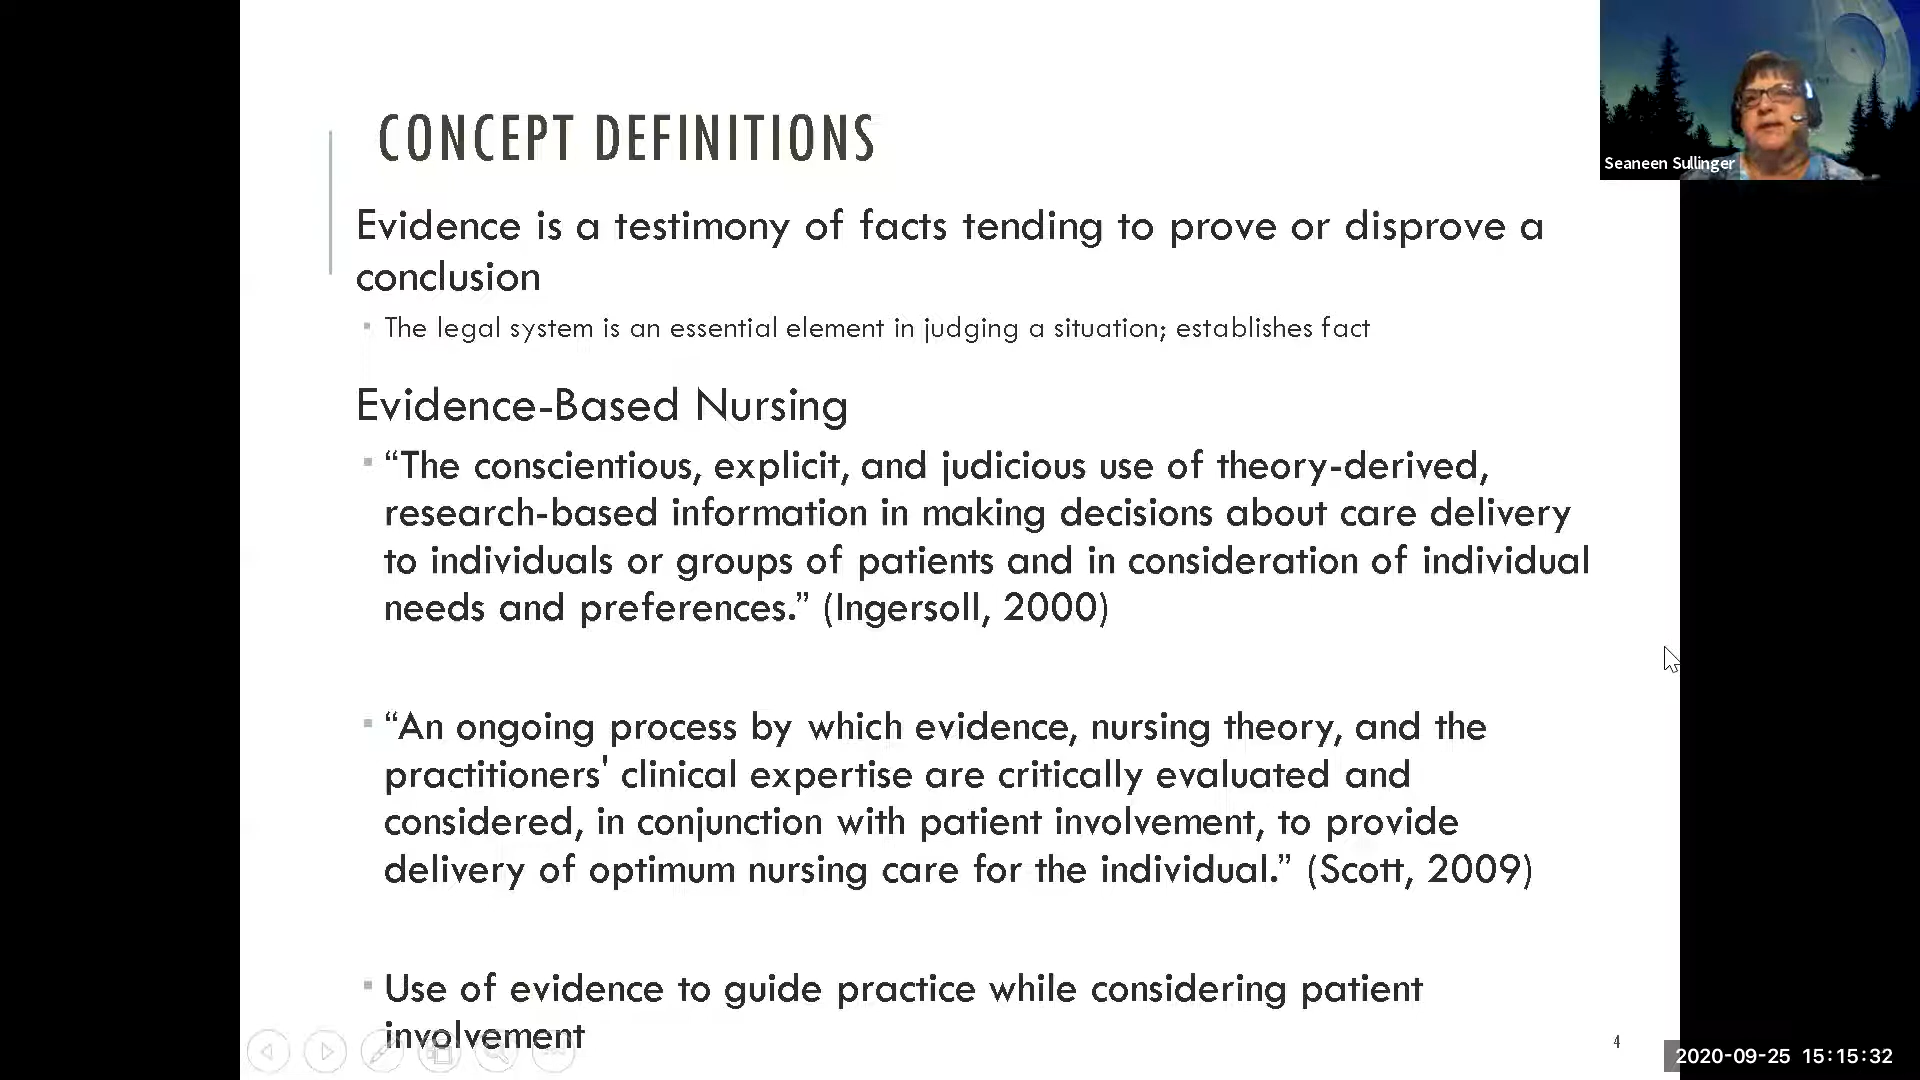 CONCEPT DEFINITIONS
Seaneen Sullinger
Evidence is a testimony of facts tending to prove or disprove a
conclusion
The legal system is an essential element in judging a situation; establishes fact
Evidence-Based Nursing
“The conscientious, explicit, and judicious use of theory-derived,
research-based information in making decisions about care delivery
to individuals or groups of patients and in consideration of individual
needs and preferences.” (Ingersoll, 2000)
“An ongoing process by which evidence, nursing theory, and the
practitioners' clinical expertise are critically evaluated and
considered, in conjunction with patient involvement, to provide
delivery of optimum nursing care for the individual.” (Scott, 2009)
Use of evidence to guide practice while considering patient
involvement
4
2020-09-25 15:15:32